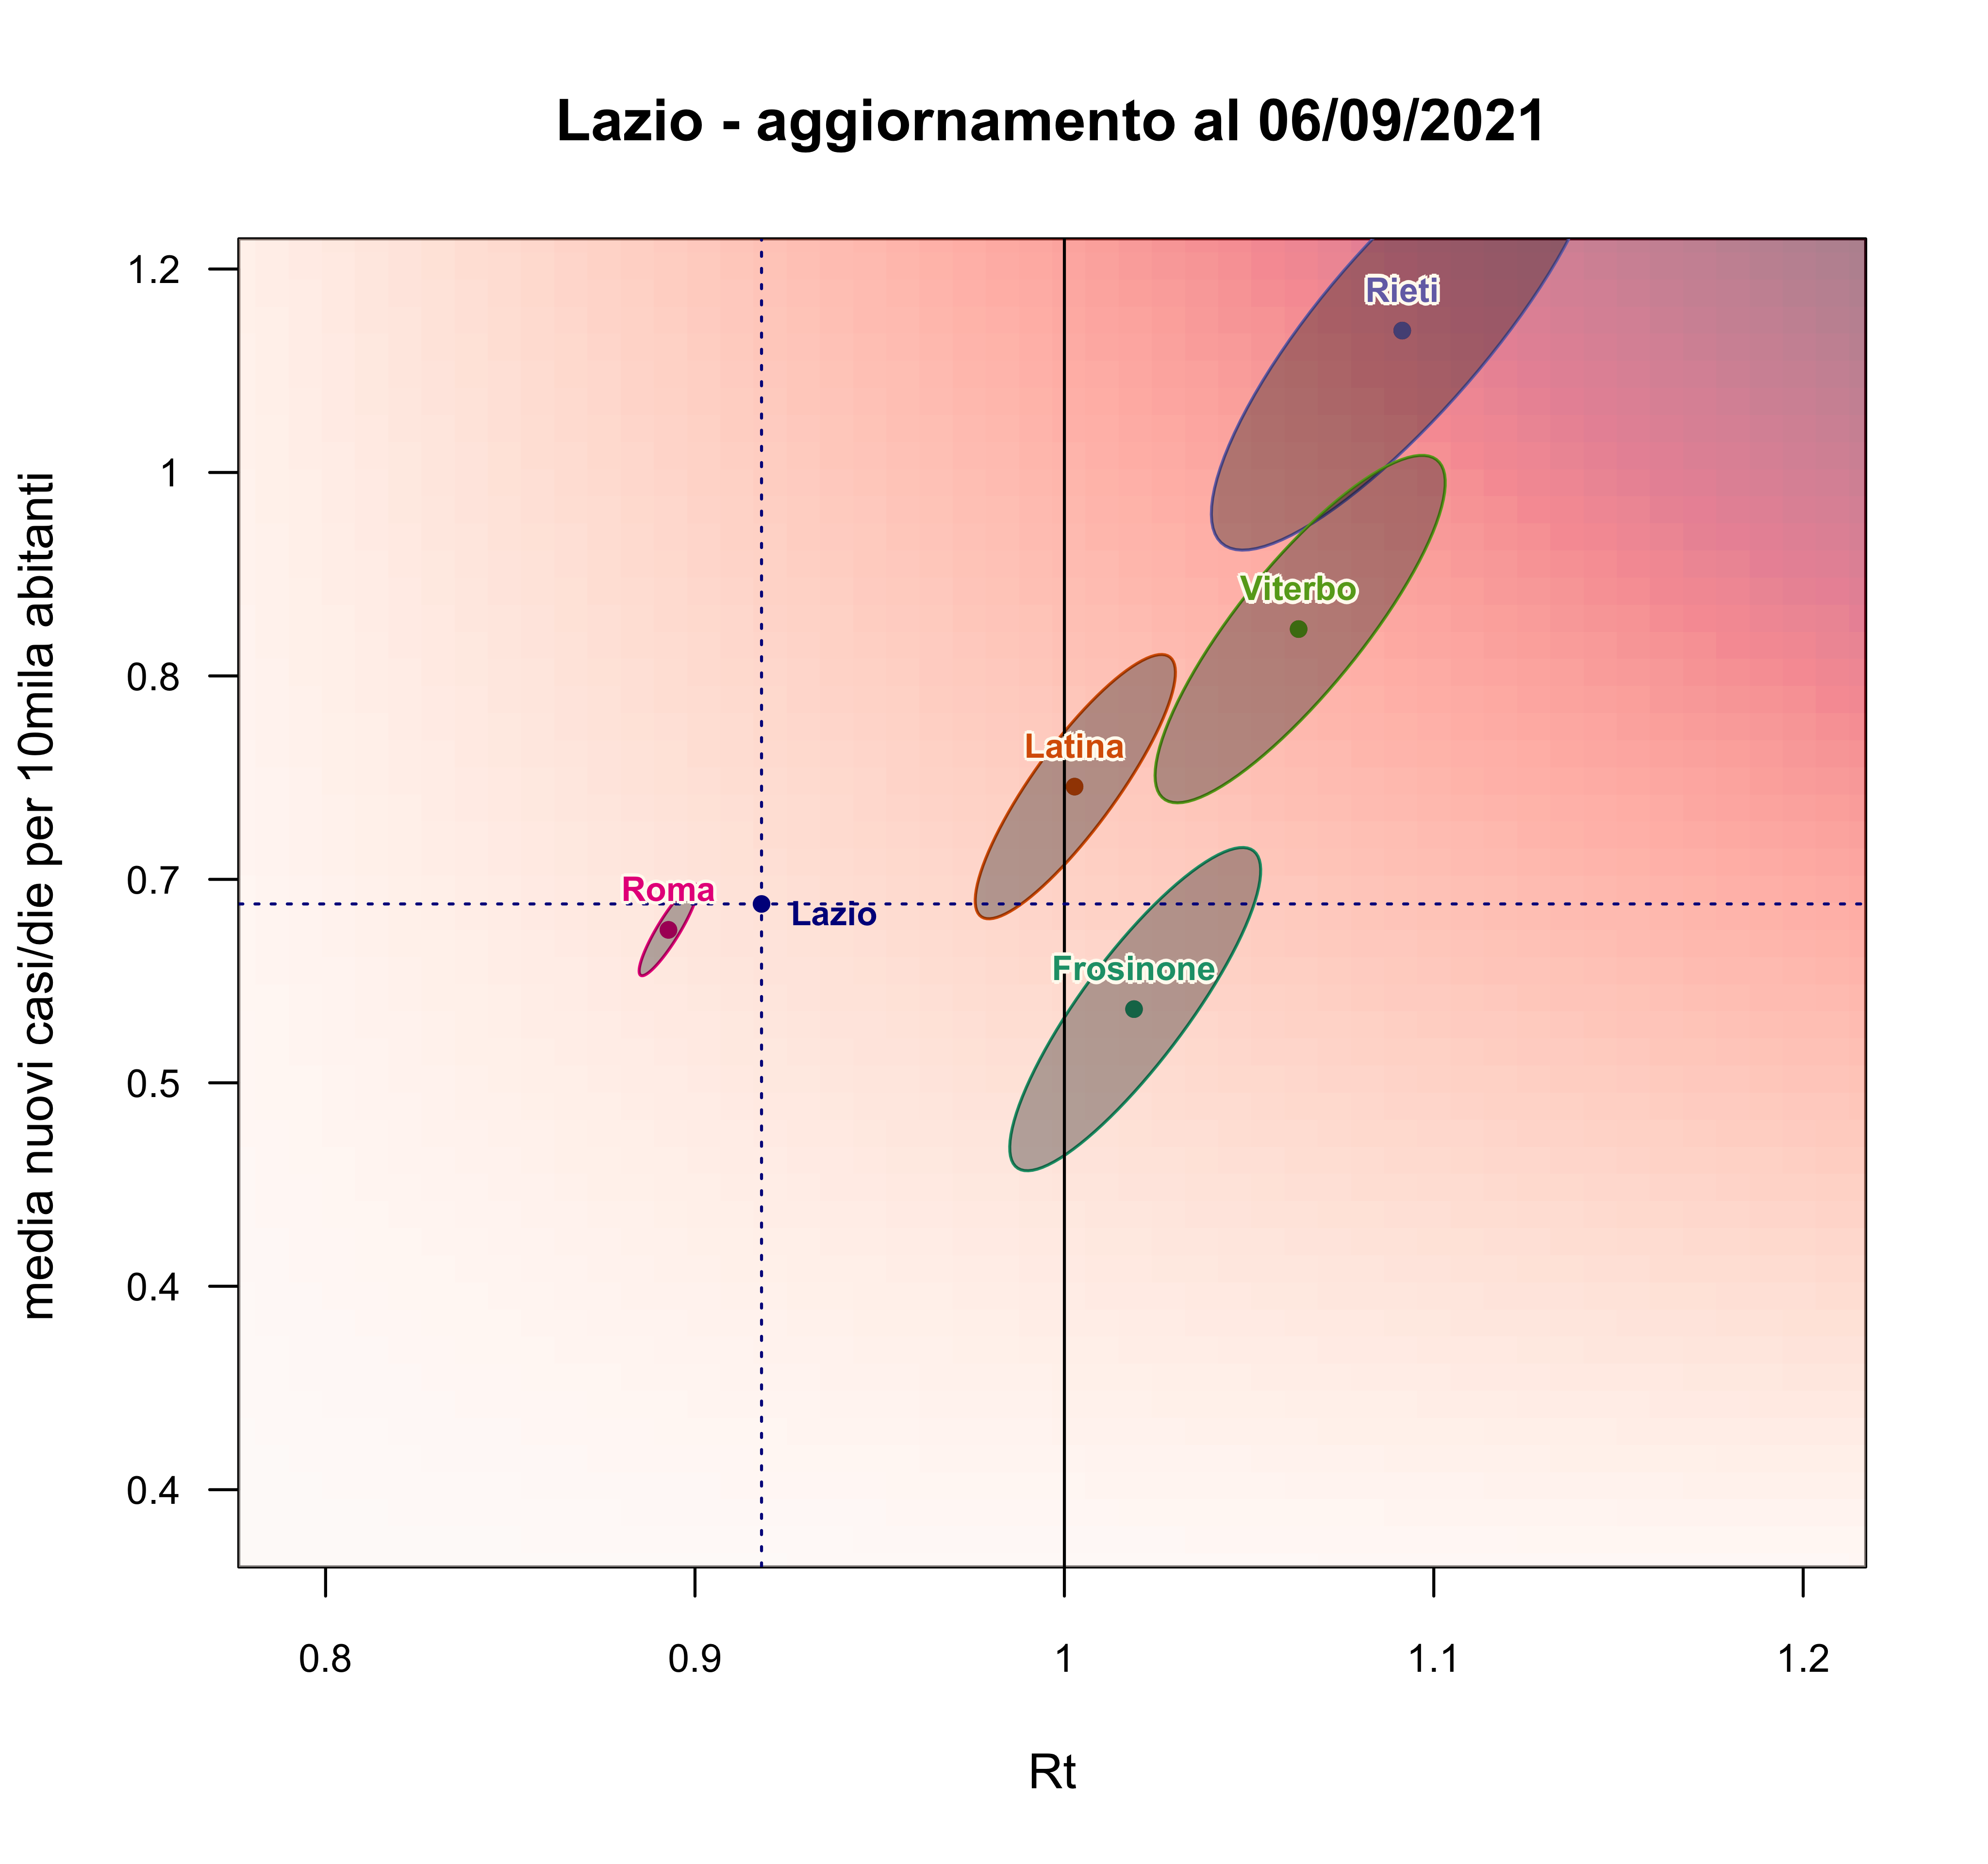 Lazio - aggiornamento al 06/09/2021
media nuovi casi/die per 10mila abitanti
1.2
1
0.8
0.7
0.5
0.4
0.4
Rieti
Viterbo
Latina
Roma
Lazio
Frosinone
0.8 0.9 1 1.1 1.2
Rt